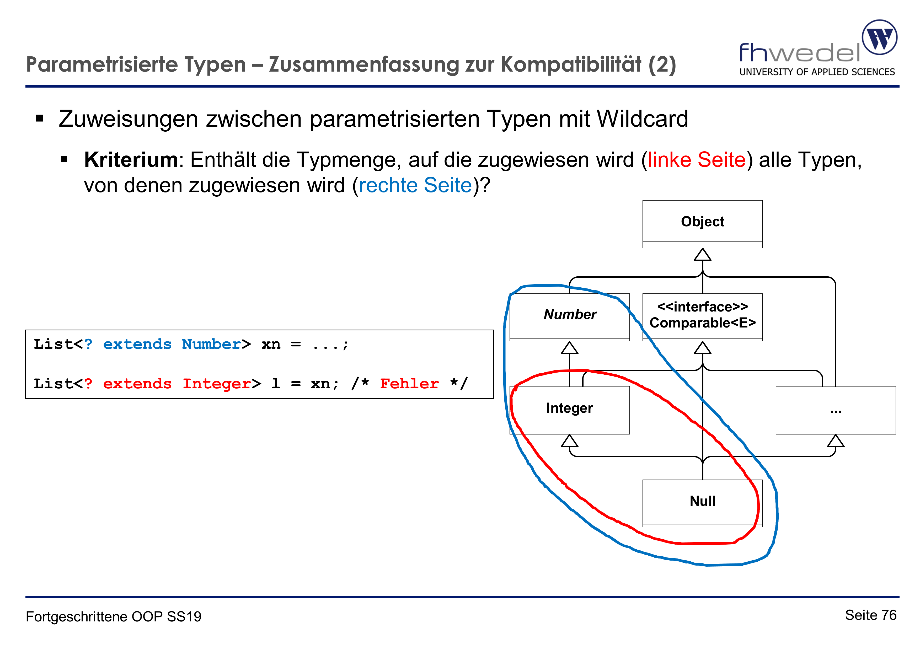 Parametrisierte Typen – Zusammenfassung zur Kompatibilität (2)
fhwedel
UNIVERSITY OF APPLIED SCIENCES
W
▪ Zuweisungen zwischen parametrisierten Typen mit Wildcard
▪ Kriterium: Enthält die Typmenge, auf die zugewiesen wird (linke Seite) alle Typen,
von denen zugewiesen wird (rechte Seite)?
Object
Number
<<interface>>
Comparable<E>
List<? extends Number> xn = ...;
List<? extends Integer> l = xn; /* Fehler */
Integer
...
Null
Fortgeschrittene OOP SS19
Seite 76